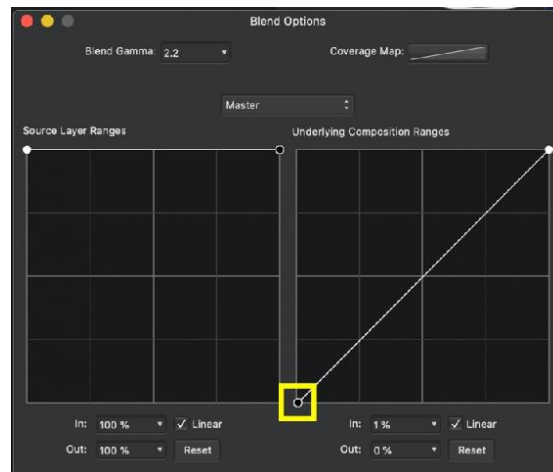 Blend Options
Blend Gamma: 2.2 Coverage Map:
Master
Source Layer Ranges Underlying Composition Ranges
In: 100 % Linear In: 1 % Linear
Out: 100 % Reset Out: 0 % Reset